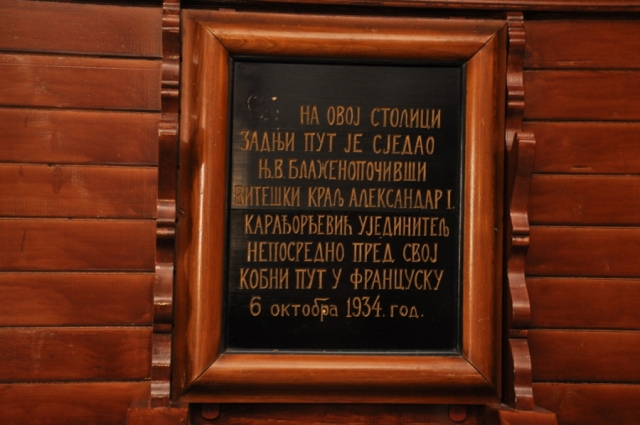 НА ОВОЈ СТОЛИЦИ
ЗАДЊИ ПУТ ЈЕ СЈЕДАО
Њ.В. БЛАЖЕНОПОЧИВШИ
ВИТЕШКИ КРАЉ АЛЕКСАНДАР I.
КАРАЂОРЂЕВИЋ УЈЕДИНИТЕЉ
НЕПОСРЕДНО ПРЕД СВОЈ
КОБНИ ПУТ У ФРАНЦУСКУ
6 октобра 1934. год.